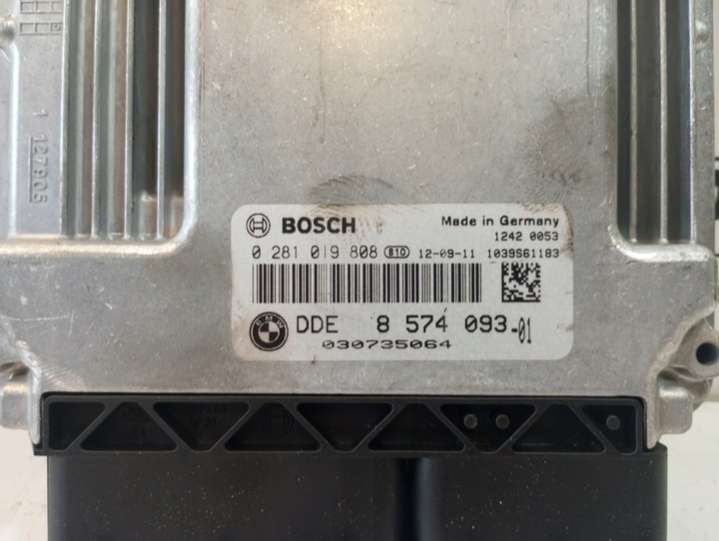 1 127905
BOSCH Made in Germany
1242 0053
0 281 019 808 B10 12-09-11 1039S61183
DDE 8 574 093-01
030735064